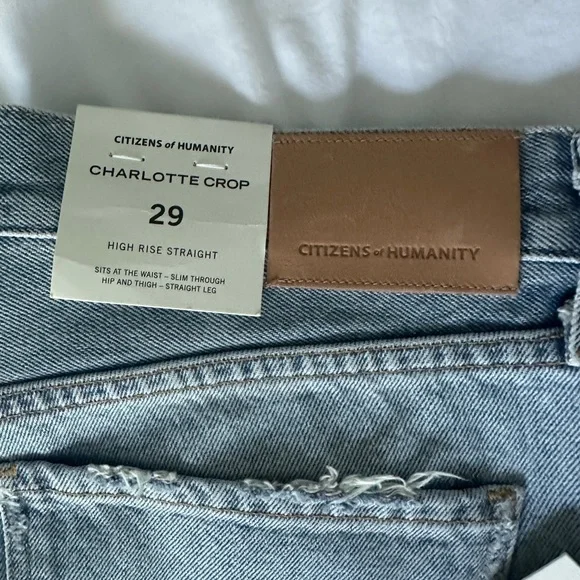 CITIZENS of HUMANITY
CHARLOTTE CROP
29
HIGH RISE STRAIGHT
SITS AT THE WAIST – SLIM THROUGH
HIP AND THIGH – STRAIGHT LEG
CITIZENS of HUMANITY